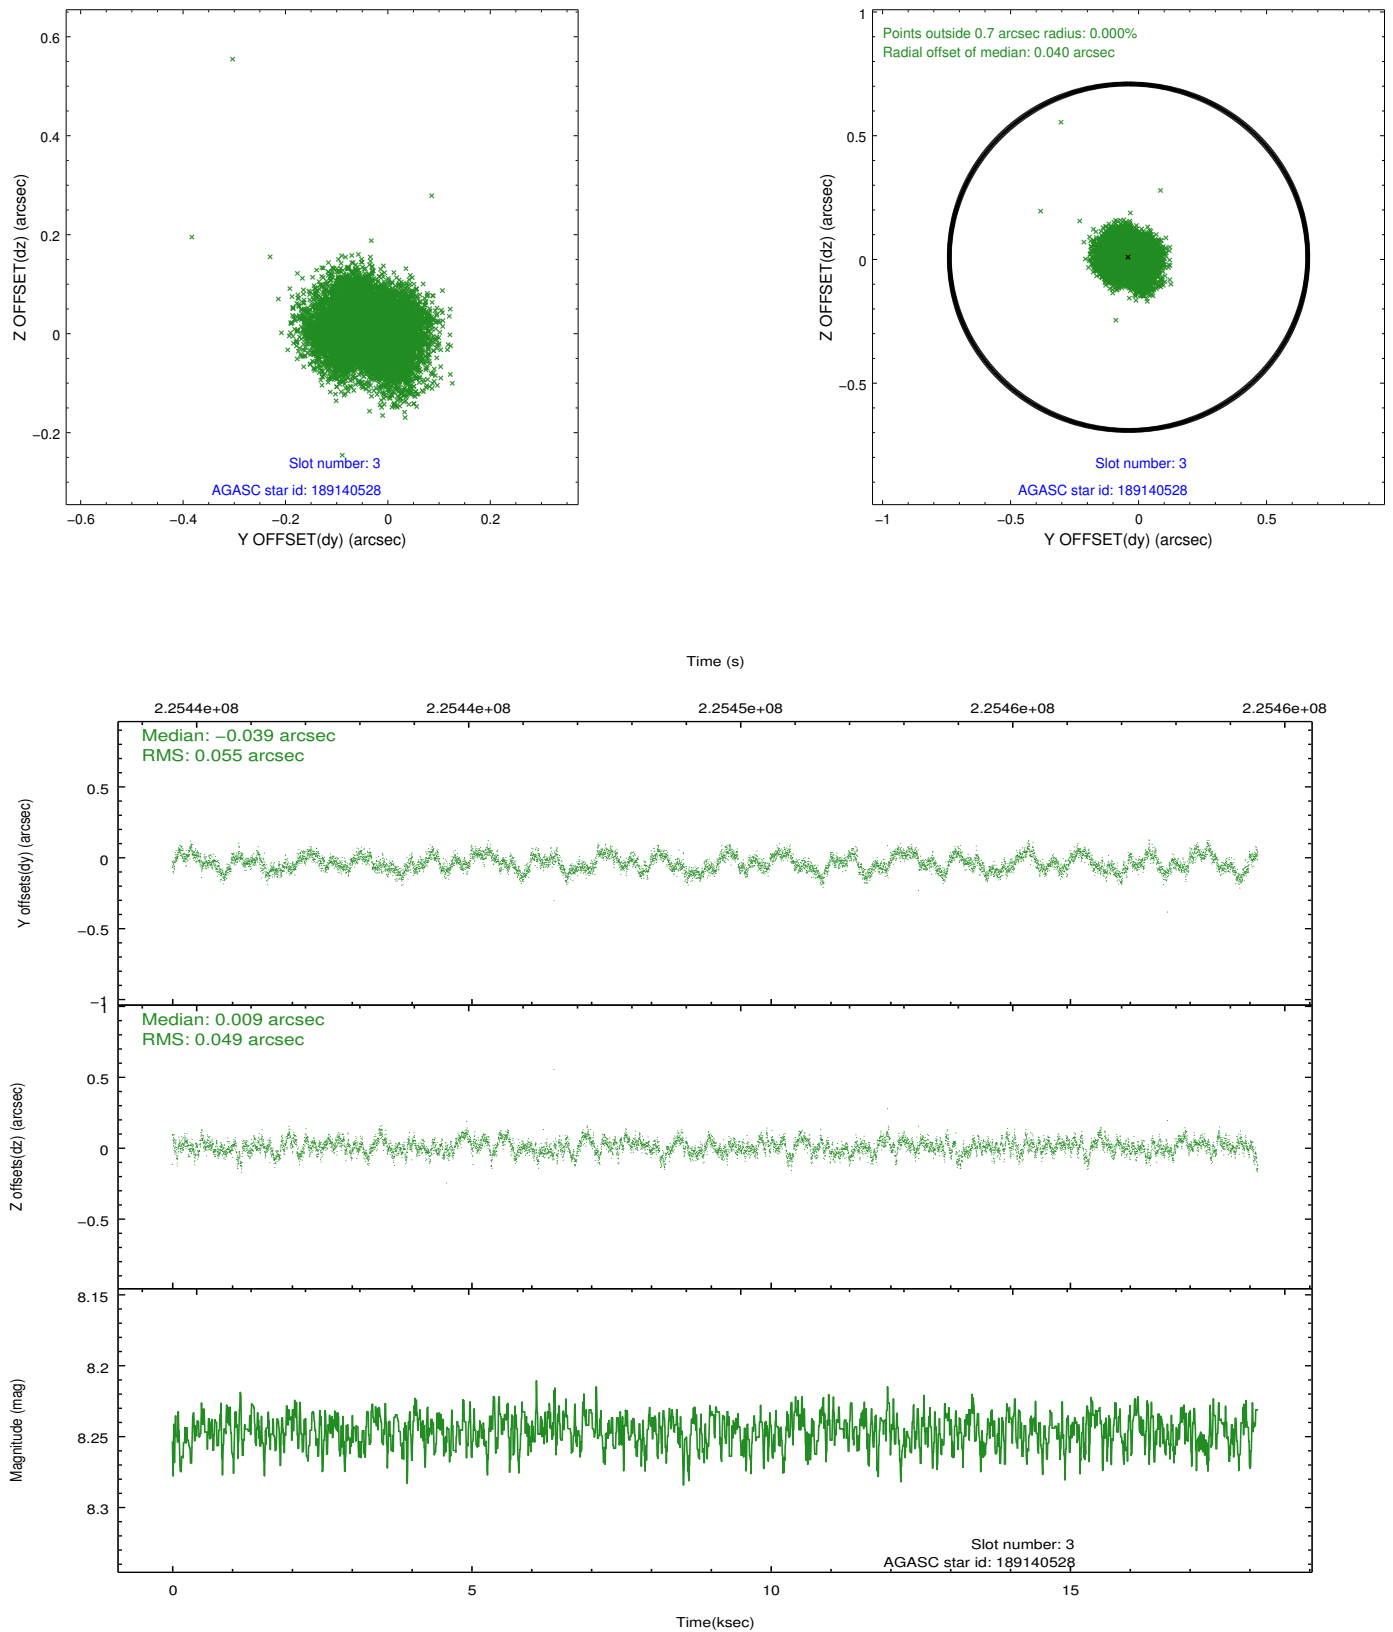 0.6
0.4
0.2
0
−0.2
Z OFFSET(dz) (arcsec)
Slot number: 3
AGASC star id: 189140528
−0.6
−0.4
−0.2
0
0.2
Y OFFSET(dy) (arcsec)
Points outside 0.7 arcsec radius: 0.000%
Radial offset of median: 0.040 arcsec
1
0.5
0
−0.5
Z OFFSET(dz) (arcsec)
Slot number: 3
AGASC star id: 189140528
−1
−0.5
0
0.5
Y OFFSET(dy) (arcsec)
Time (s)
2.2544e+08
2.2544e+08
2.2545e+08
2.2546e+08
2.2546e+08
Median: −0.039 arcsec
RMS: 0.055 arcsec
0.5
0
−0.5
−1
Y offsets(dy) (arcsec)
Median: 0.009 arcsec
RMS: 0.049 arcsec
1
0.5
0
−0.5
Z offsets(dz) (arcsec)
8.15
8.2
8.25
8.3
Magnitude (mag)
Slot number: 3
AGASC star id: 189140528
0
5
10
15
Time(ksec)